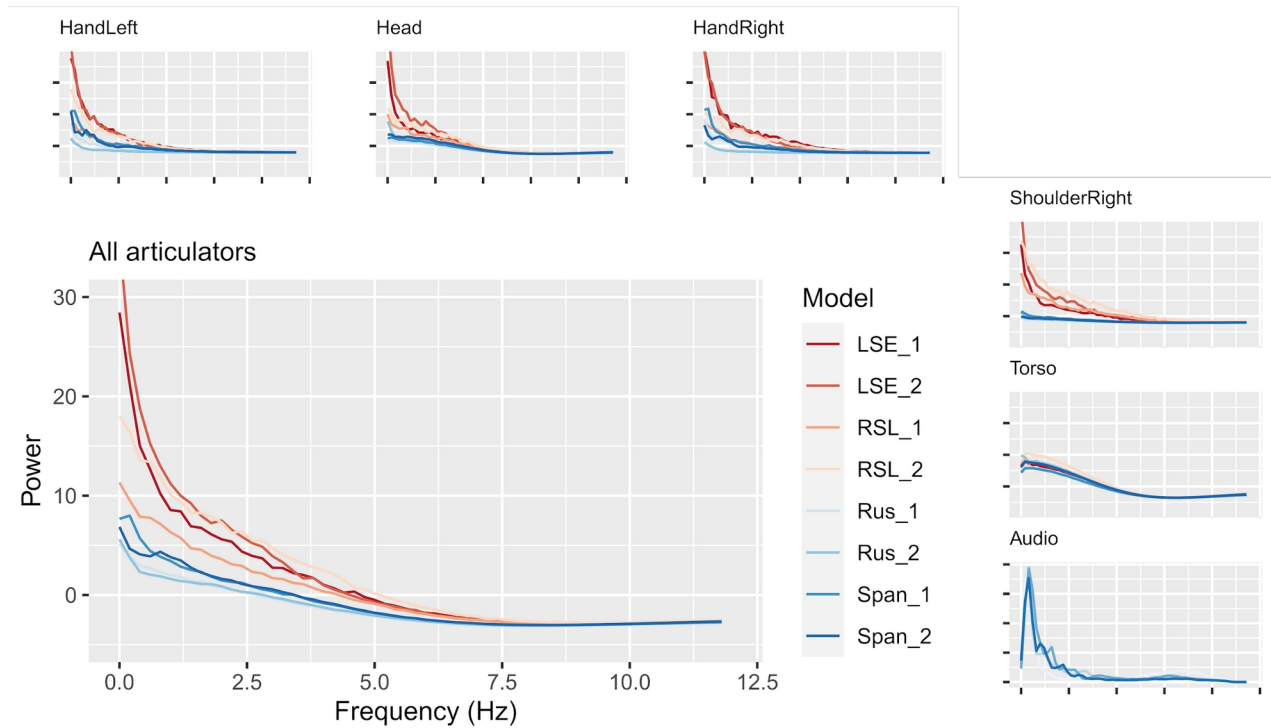 HandLeft
Head
HandRight
ShoulderRight
Torso
Audio
All articulators
30
20
10
0
Power
0.0
2.5
5.0
7.5
10.0
12.5
Frequency (Hz)
Model
LSE_1
LSE_2
RSL_1
RSL_2
Rus_1
Rus_2
Span_1
Span_2